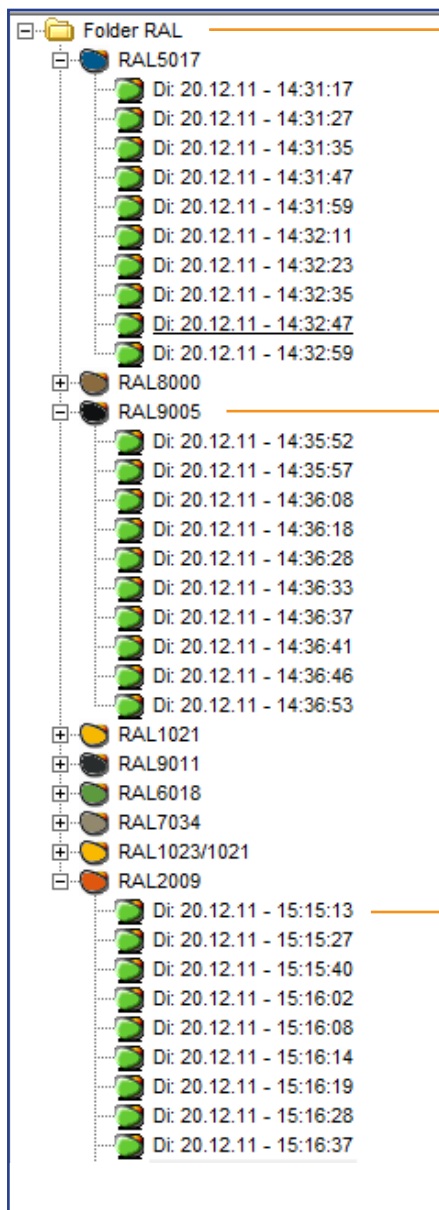 Folder RAL
RAL5017
Di: 20.12.11 - 14:31:17
Di: 20.12.11 - 14:31:27
Di: 20.12.11 - 14:31:35
Di: 20.12.11 - 14:31:47
Di: 20.12.11 - 14:31:59
Di: 20.12.11 - 14:32:11
Di: 20.12.11 - 14:32:23
Di: 20.12.11 - 14:32:35
Di: 20.12.11 - 14:32:47
Di: 20.12.11 - 14:32:59
RAL8000
RAL9005
Di: 20.12.11 - 14:35:52
Di: 20.12.11 - 14:35:57
Di: 20.12.11 - 14:36:08
Di: 20.12.11 - 14:36:18
Di: 20.12.11 - 14:36:28
Di: 20.12.11 - 14:36:33
Di: 20.12.11 - 14:36:37
Di: 20.12.11 - 14:36:41
Di: 20.12.11 - 14:36:46
Di: 20.12.11 - 14:36:53
RAL1021
RAL9011
RAL6018
RAL7034
RAL1023/1021
RAL2009
Di: 20.12.11 - 15:15:13
Di: 20.12.11 - 15:15:27
Di: 20.12.11 - 15:15:40
Di: 20.12.11 - 15:16:02
Di: 20.12.11 - 15:16:08
Di: 20.12.11 - 15:16:14
Di: 20.12.11 - 15:16:19
Di: 20.12.11 - 15:16:28
Di: 20.12.11 - 15:16:37